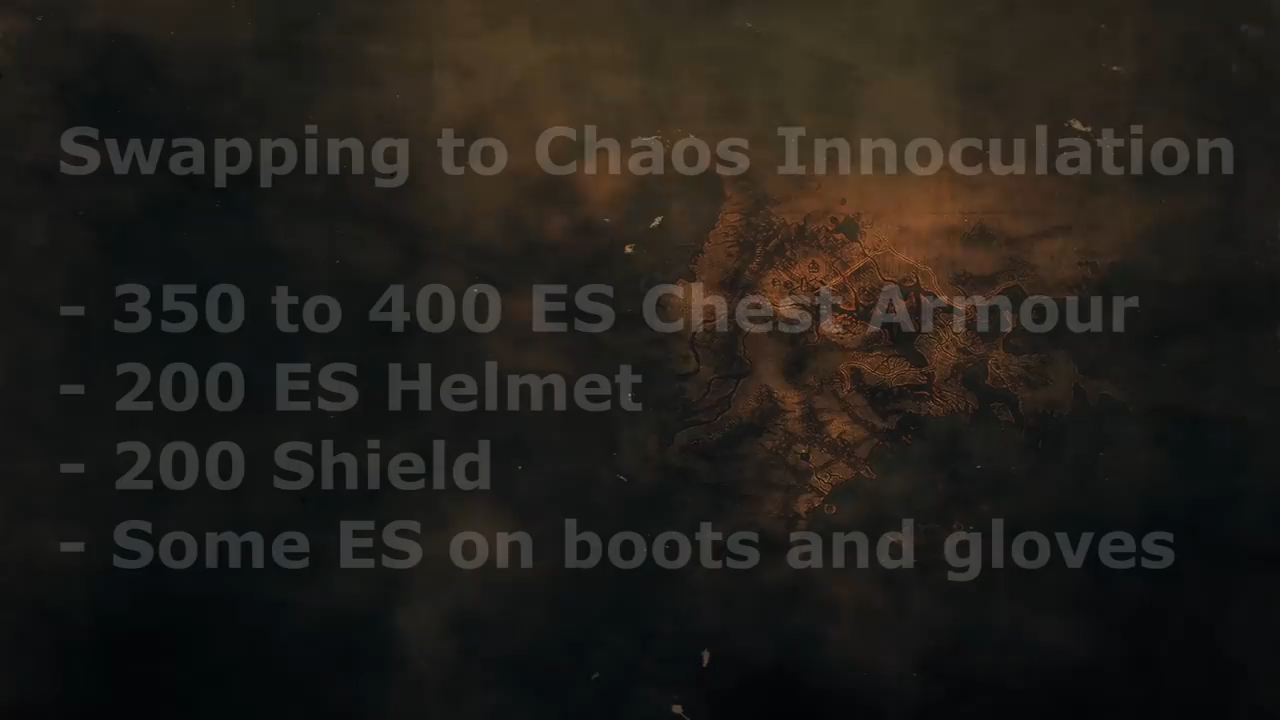 Swapping to Chaos Innoculation
- 350 to 400 ES Chest Armour
- 200 ES Helmet
- 200 Shield
- Some ES on boots and gloves